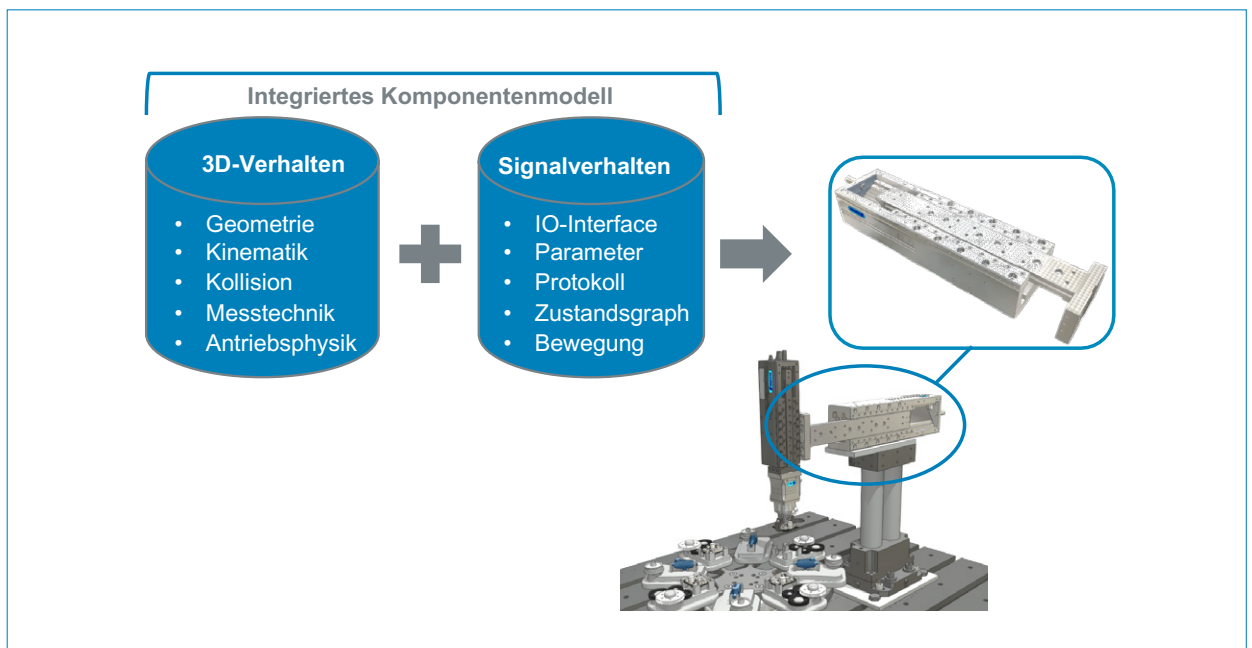 Integriertes Komponentenmodell
3D-Verhalten
• Geometrie
• Kinematik
• Kollision
• Messtechnik
• Antriebsphysik
Signalverhalten
• IO-Interface
• Parameter
• Protokoll
• Zustandsgraph
• Bewegung